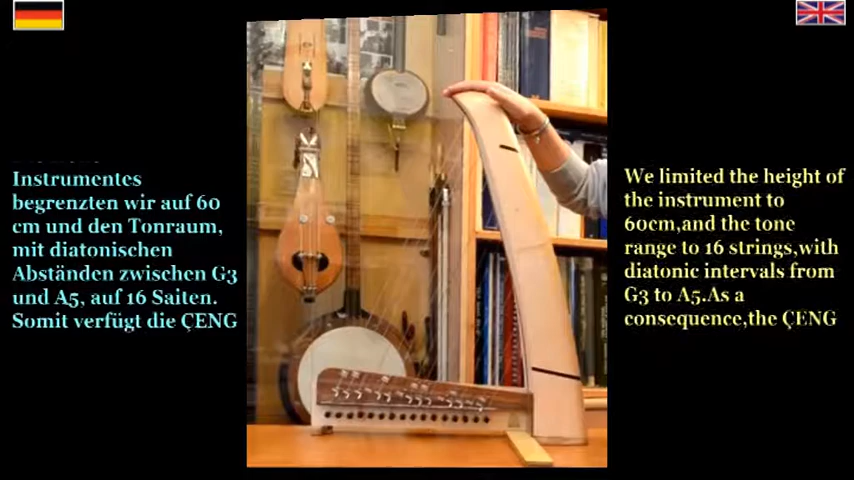 Instrumentes
begrenzten wir auf 60
cm und den Tonraum,
mit diatonischen
Abständen zwischen G3
und A5, auf 16 Saiten.
Somit verfügt die ÇENG
We limited the height of
the instrument to
60cm,and the tone
range to 16 strings,with
diatonic intervals from
G3 to A5.As a
consequence,the ÇENG